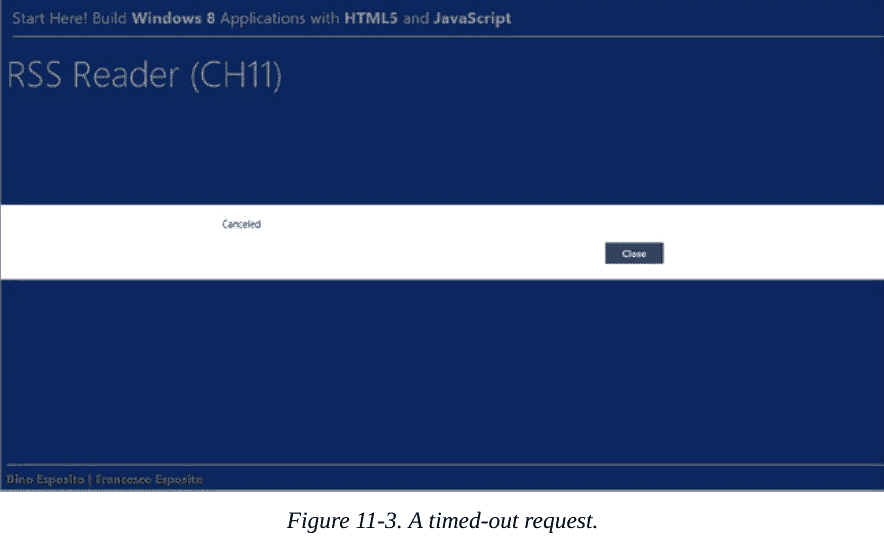 Start Here! Build Windows 8 Applications with HTML5 and JavaScript
RSS Reader (CH11)
Canceled
Close
Dino Esposito | Francesco Esposito
Figure 11-3. A timed-out request.